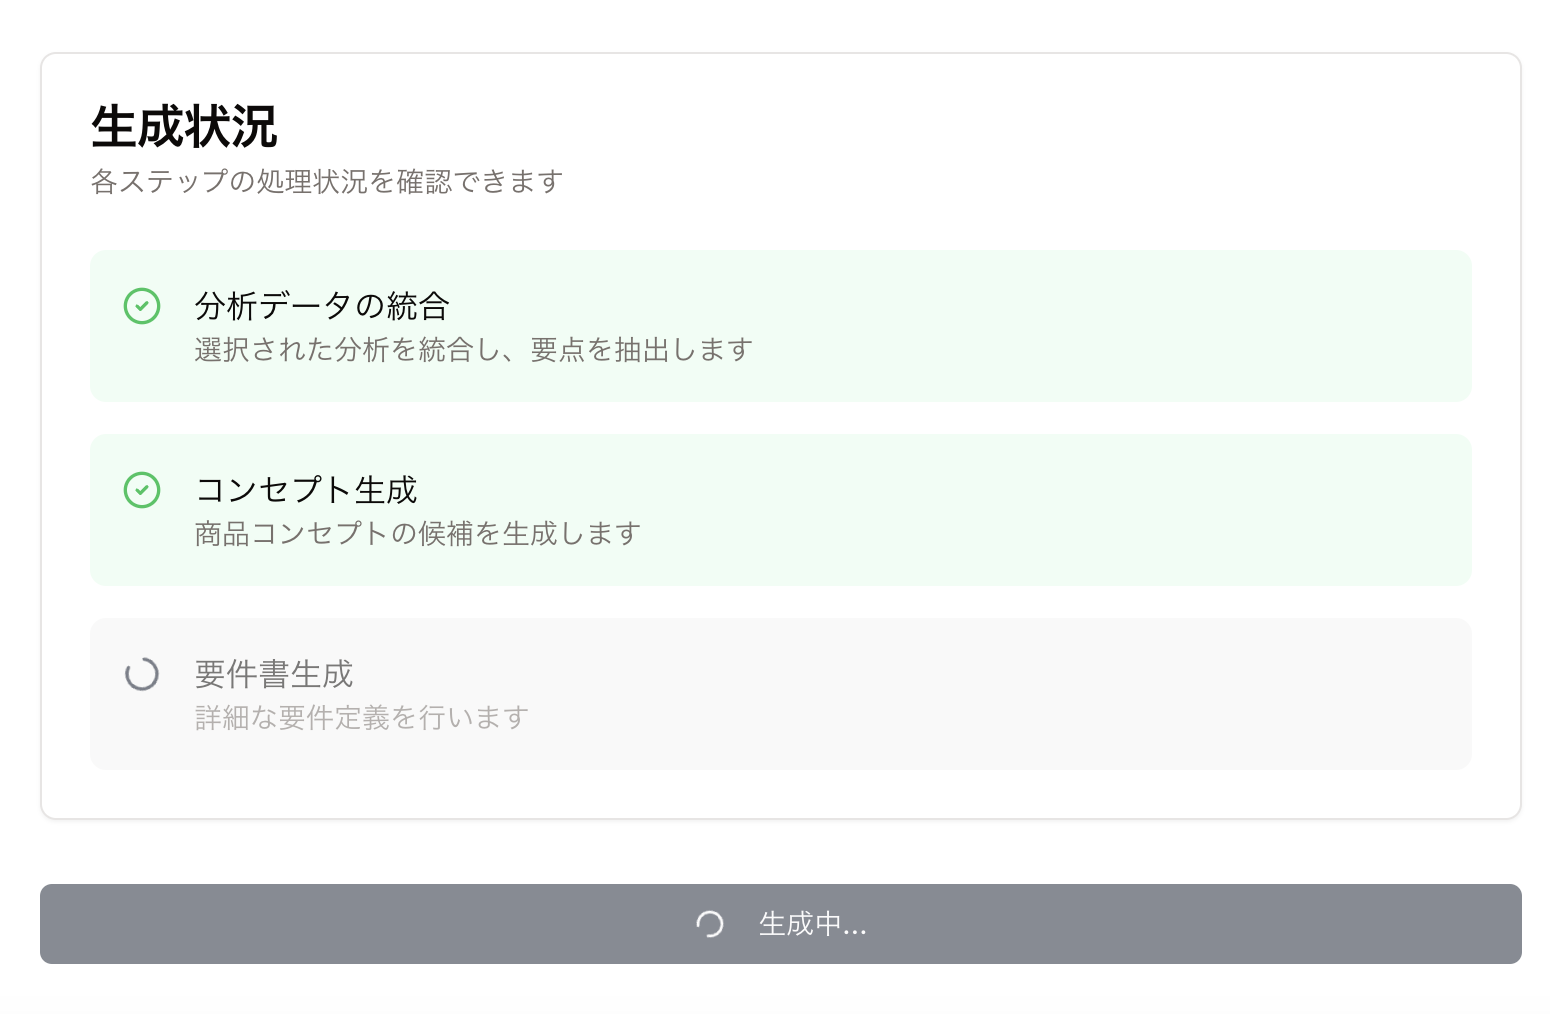 生成状況
各ステップの処理状況を確認できます
分析データの統合
選択された分析を統合し、要点を抽出します
コンセプト生成
商品コンセプトの候補を生成します
要件書生成
詳細な要件定義を行います
生成中...